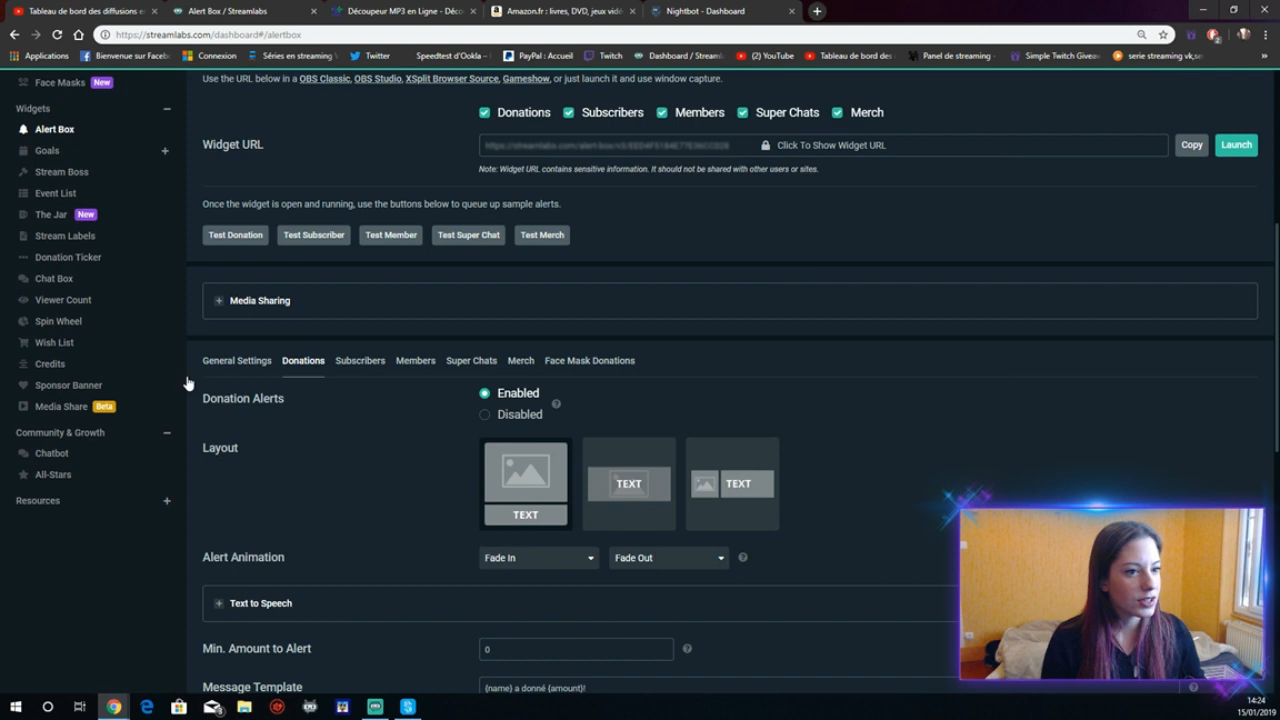 Tableau de bord des diffusions en
Alert Box / Streamlabs
Découpeur MP3 en Ligne - Déco
Amazon.fr : livres, DVD, jeux vidé
Nightbot - Dashboard
https://streamlabs.com/dashboard#/alertbox
Applications
Bienvenue sur Facebo
Connexion
Séries en streaming V
Twitter
Speedtest d'Ookla –
PayPal : Accueil
Twitch
Dashboard / Streaml
(2) YouTube
Tableau de bord des
Panel de streaming -
Simple Twitch Givea
serie streaming vk,se
Face Masks New
Widgets
Alert Box
Goals
Stream Boss
Event List
The Jar New
Stream Labels
Donation Ticker
Chat Box
Viewer Count
Spin Wheel
Wish List
Credits
Sponsor Banner
Media Share Beta
Community & Growth
Chatbot
All-Stars
Resources
Use the URL below in a OBS Classic, OBS Studio, XSplit Browser Source, Gameshow, or just launch it and use window capture.
Donations Subscribers Members Super Chats Merch
Widget URL
Click To Show Widget URL
Copy
Launch
Note: Widget URL contains sensitive information. It should not be shared with other users or sites.
Once the widget is open and running, use the buttons below to queue up sample alerts.
Test Donation Test Subscriber Test Member Test Super Chat Test Merch
Media Sharing
General Settings Donations Subscribers Members Super Chats Merch Face Mask Donations
Donation Alerts
Enabled
Disabled
Layout
TEXT
TEXT
TEXT
Alert Animation
Fade In
Fade Out
Text to Speech
Min. Amount to Alert
0
Message Template
{name} a donné {amount}!
14:24
15/01/2019